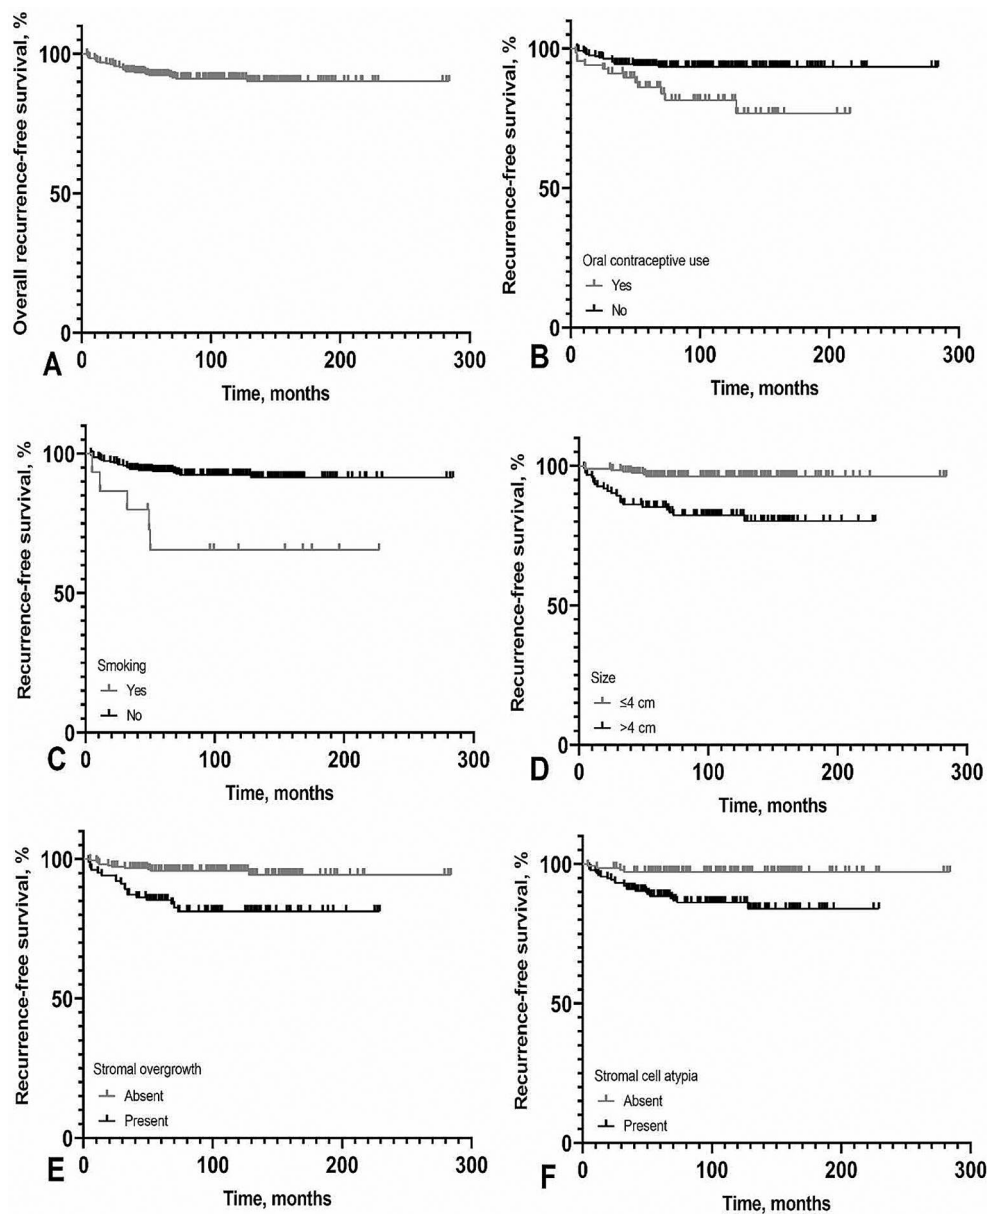 Overall recurrence-free survival, %
100
50
0
0 100 200 300
Time, months
A
Recurrence-free survival, %
100
50
0
Oral contraceptive use
Yes
No
0 100 200 300
Time, months
B
Recurrence-free survival, %
100
50
0
Smoking
Yes
No
0 100 200 300
Time, months
C
Recurrence-free survival, %
100
50
0
Size
≤4 cm
>4 cm
0 100 200 300
Time, months
D
Recurrence-free survival, %
100
50
0
Stromal overgrowth
Absent
Present
0 100 200 300
Time, months
E
Recurrence-free survival, %
100
50
0
Stromal cell atypia
Absent
Present
0 100 200 300
Time, months
F